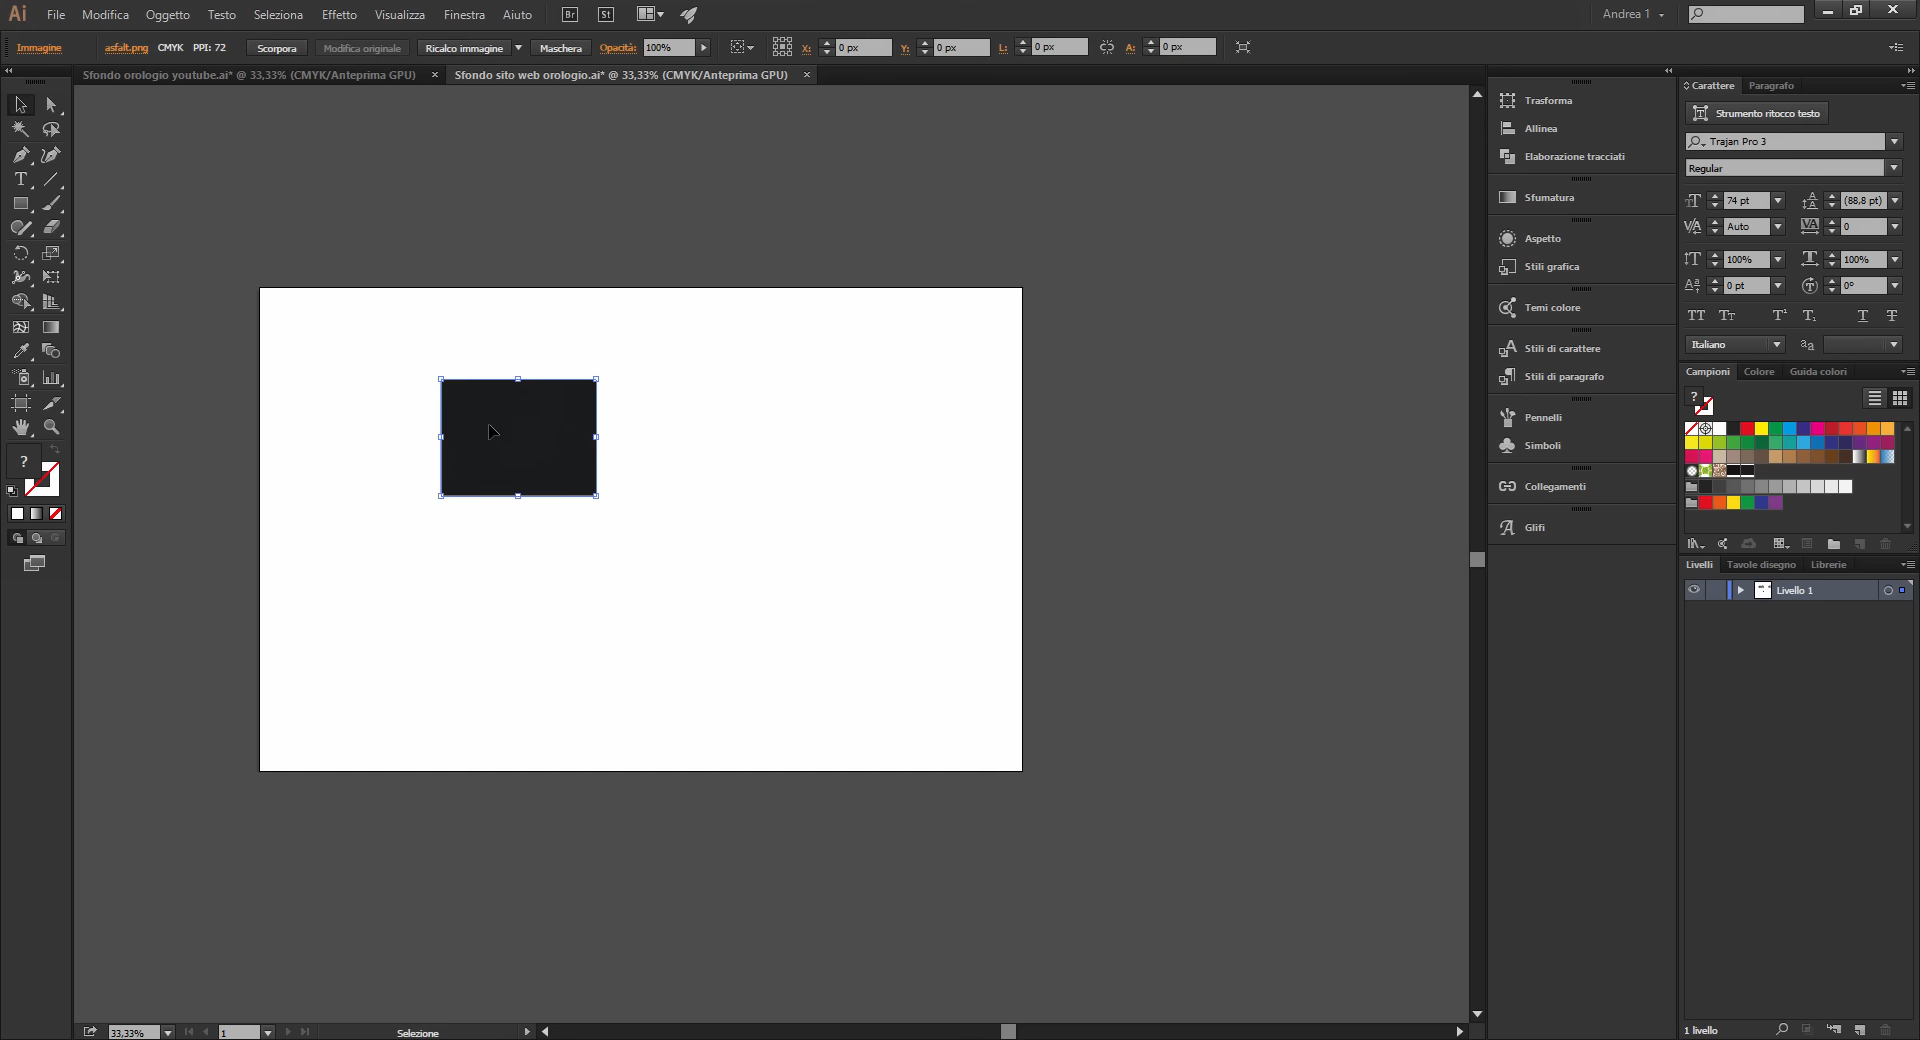 Ai File Modifica Oggetto Testo Seleziona Effetto Visualizza Finestra Aiuto Br St Andrea 1
Immagine asfalt.png CMYK PPI: 72 Scorpora Modifica originale Ricalco immagine Maschera Opacità: 100% X: 0 px Y: 0 px L: 0 px A: 0 px
Sfondo orologio youtube.ai* @ 33,33% (CMYK/Anteprima GPU) × Sfondo sito web orologio.ai* @ 33,33% (CMYK/Anteprima GPU) ×
Trasforma
Allinea
Elaborazione tracciati
Sfumatura
Aspetto
Stili grafica
Temi colore
Stili di carattere
Stili di paragrafo
Pennelli
Simboli
Collegamenti
Glifi
Carattere Paragrafo
Strumento ritocco testo
Trajan Pro 3
Regular
74 pt (88,8 pt)
Auto 0
100% 100%
0 pt 0°
Italiano
Campioni Colore Guida colori
?
?
Livelli Tavole disegno Librerie
Livello 1
1 livello
33,33% 1 Selezione